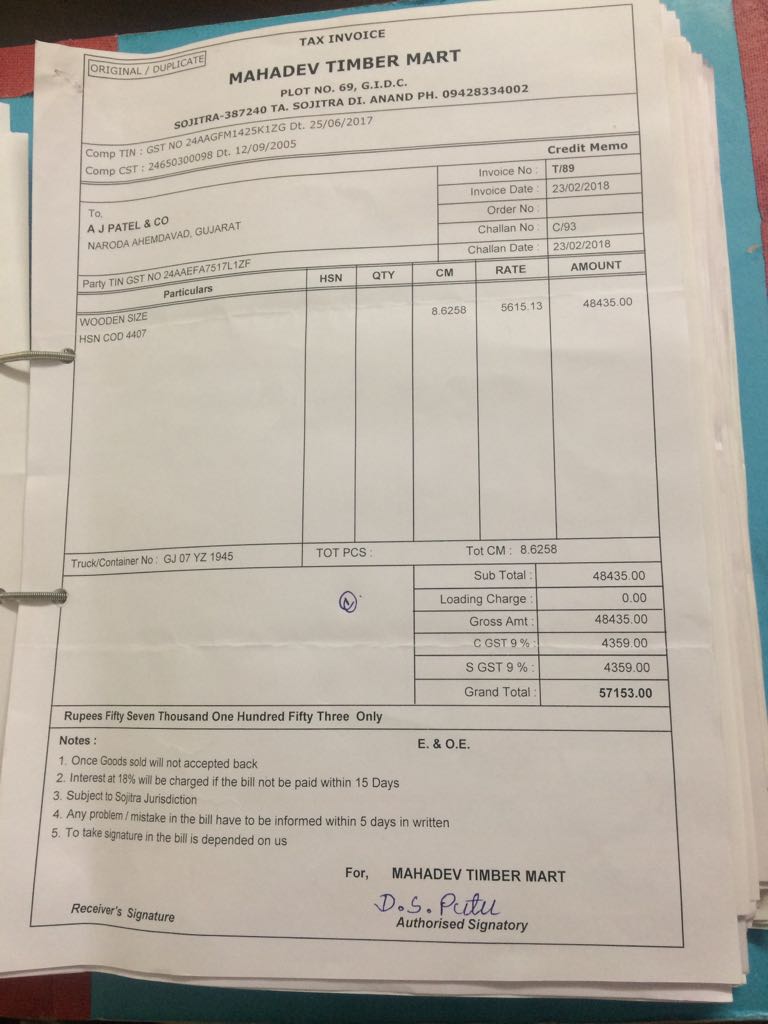 TAX INVOICE
ORIGINAL / DUPLICATE
MAHADEV TIMBER MART
PLOT NO. 69, G.I.D.C.
SOJITRA-387240 TA. SOJITRA DI. ANAND PH. 09428334002
Comp TIN : GST NO 24AAGFM1425K1ZG Dt. 25/06/2017
Comp CST : 24650300098 Dt. 12/09/2005
Credit Memo
To,
A J PATEL & CO
NARODA AHEMDAVAD, GUJARAT
Invoice No : T/89
Invoice Date : 23/02/2018
Order No :
Challan No : C/93
Challan Date : 23/02/2018
Party TIN GST NO 24AAEFA7517L1ZF
Particulars HSN QTY CM RATE AMOUNT
WOODEN SIZE 8.6258 5615.13 48435.00
HSN COD 4407
Truck/Container No : GJ 07 YZ 1945 TOT PCS : Tot CM : 8.6258
Sub Total : 48435.00
Loading Charge : 0.00
Gross Amt : 48435.00
C GST 9 % : 4359.00
S GST 9 % : 4359.00
Grand Total : 57153.00
Rupees Fifty Seven Thousand One Hundred Fifty Three Only
Notes : E. & O.E.
1. Once Goods sold will not accepted back
2. Interest at 18% will be charged if the bill not be paid within 15 Days
3. Subject to Sojitra Jurisdiction
4. Any problem / mistake in the bill have to be informed within 5 days in written
5. To take signature in the bill is depended on us
For, MAHADEV TIMBER MART
D.S.
Receiver's Signature Authorised Signatory